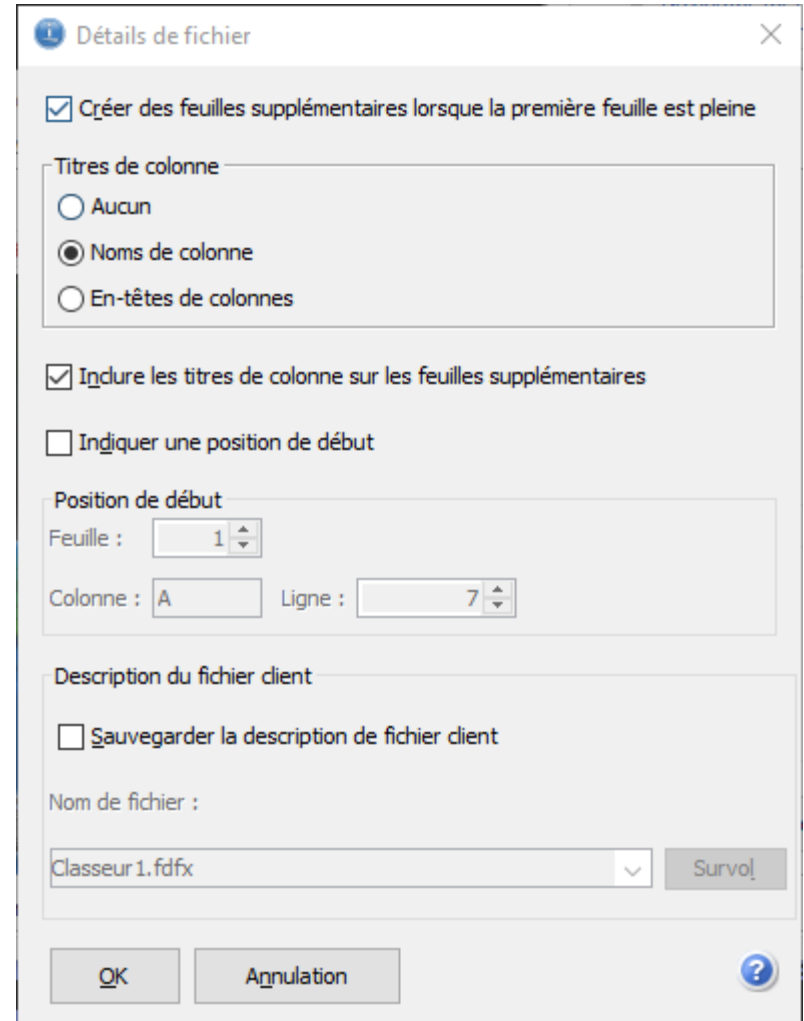 Détails de fichier
Créer des feuilles supplémentaires lorsque la première feuille est pleine
Titres de colonne
Aucun
Noms de colonne
En-têtes de colonnes
Inclure les titres de colonne sur les feuilles supplémentaires
Indiquer une position de début
Position de début
Feuille : 1
Colonne : A Ligne : 7
Description du fichier client
Sauvegarder la description de fichier client
Nom de fichier :
Classeur1.fdfx Survol
OK Annulation